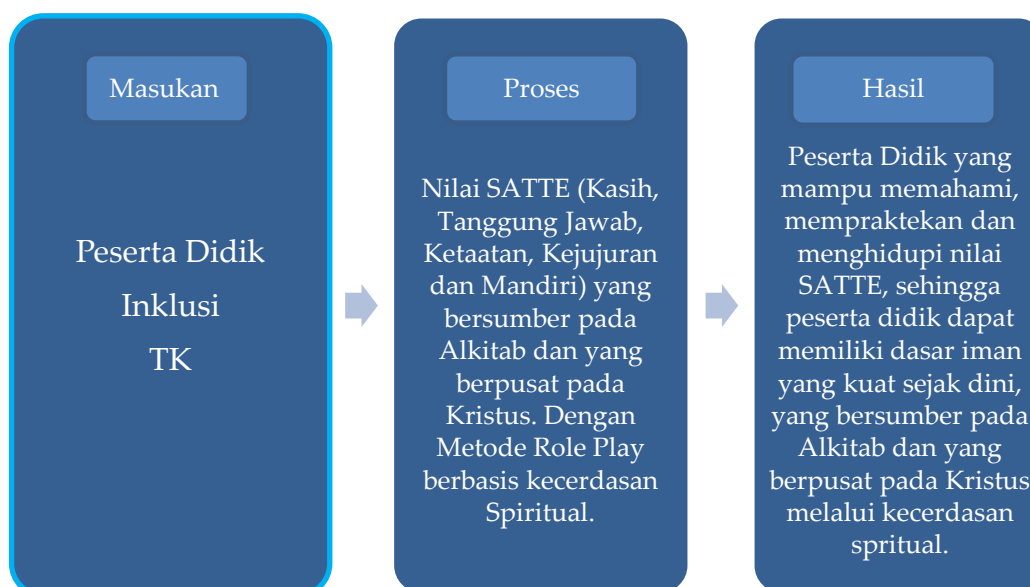 Masukan
Peserta Didik
Inklusi
TK
Proses
Nilai SATTE (Kasih,
Tanggung Jawab,
Ketaatan, Kejujuran
dan Mandiri) yang
bersumber pada
Alkitab dan yang
berpusat pada
Kristus. Dengan
Metode Role Play
berbasis kecerdasan
Spiritual.
Hasil
Peserta Didik yang
mampu memahami,
mempraktekan dan
menghidupi nilai
SATTE, sehingga
peserta didik dapat
memiliki dasar iman
yang kuat sejak dini,
yang bersumber pada
Alkitab dan yang
berpusat pada Kristus
melalui kecerdasan
spritual.